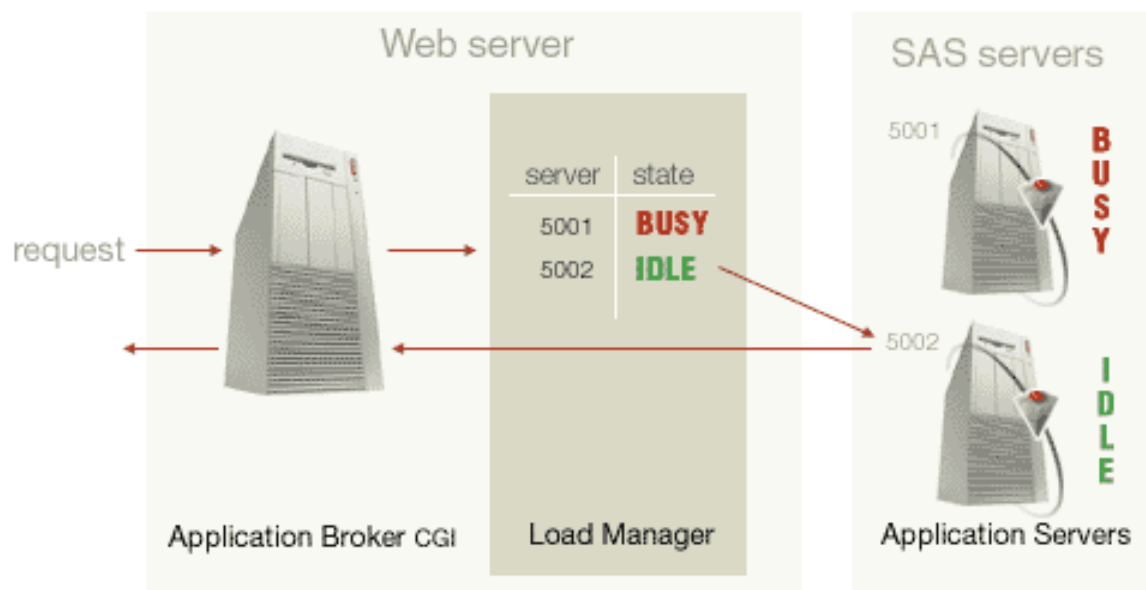 Web server
SAS servers
request
server state
5001 BUSY
5002 IDLE
5001
BUSY
5002
IDLE
Application Broker CGI
Load Manager
Application Servers